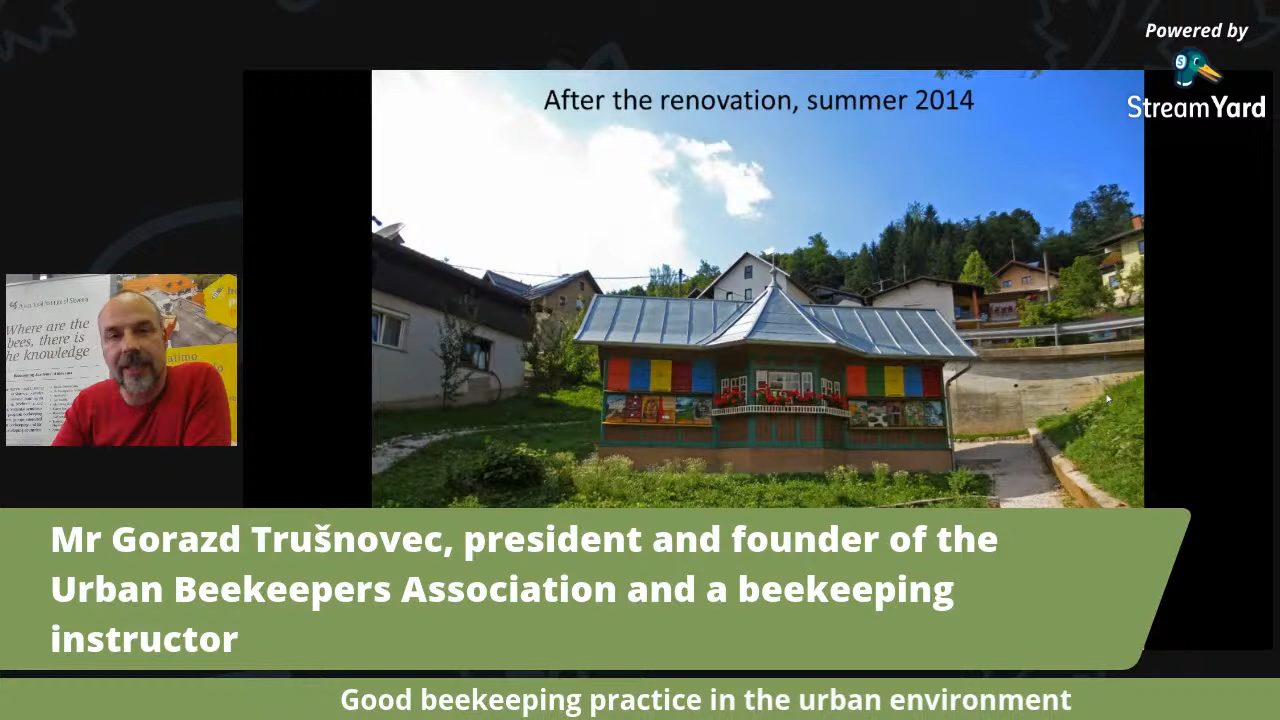 Powered by
StreamYard
After the renovation, summer 2014
Where are the
bees, there is
he knowledge
Mr Gorazd Trušnovec, president and founder of the
Urban Beekeepers Association and a beekeeping
instructor
Good beekeeping practice in the urban environment